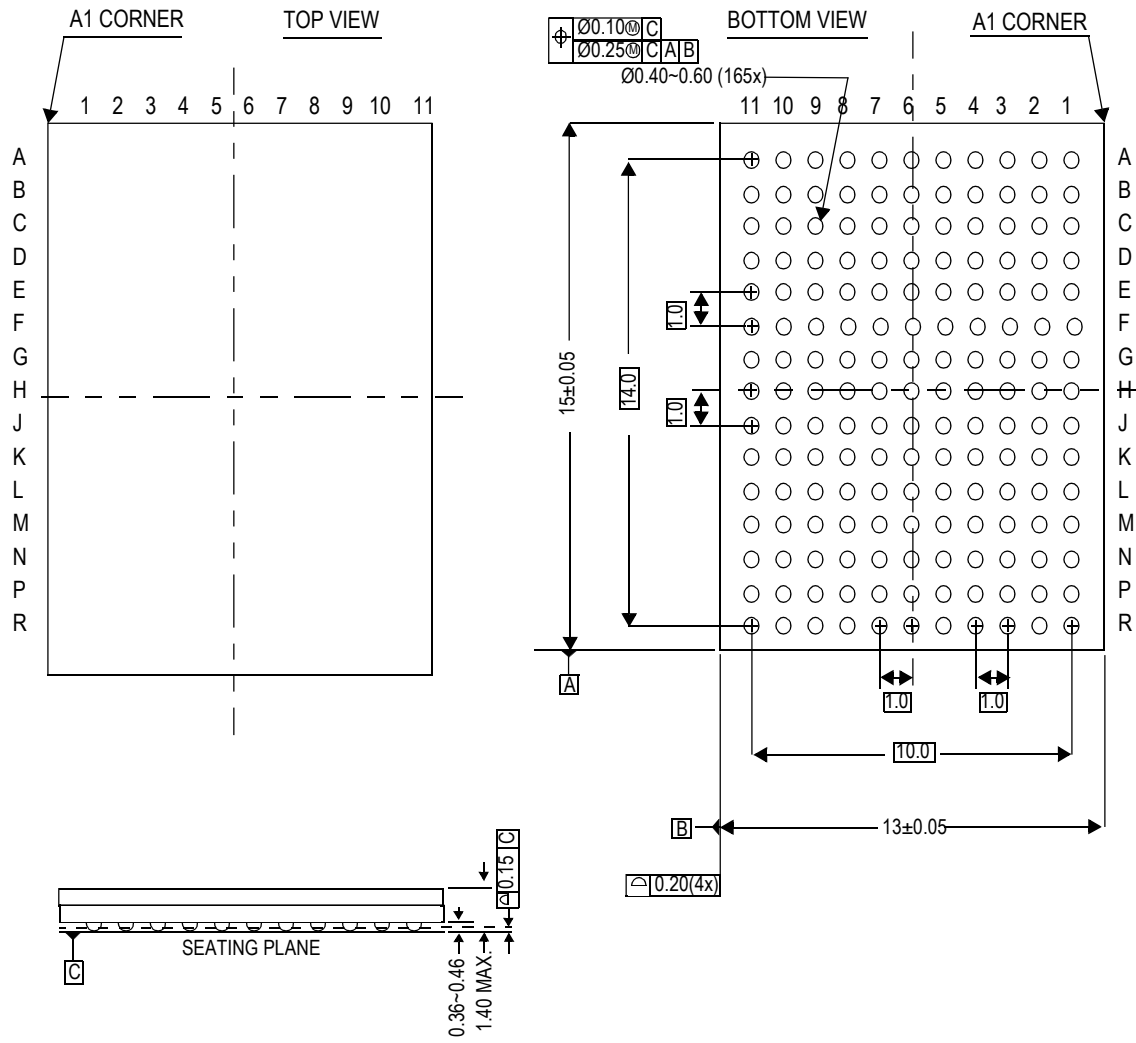 A1 CORNER
TOP VIEW
1 2 3 4 5 6 7 8 9 10 11
A
B
C
D
E
F
G
H
J
K
L
M
N
P
R
Ø0.10Ⓜ C
Ø0.25Ⓜ C A B
Ø0.40~0.60 (165x)
BOTTOM VIEW
A1 CORNER
11 10 9 8 7 6 5 4 3 2 1
A
B
C
D
E
F
G
H
J
K
L
M
N
P
R
1.0
1.0
14.0
15±0.05
A
1.0
1.0
10.0
B
13±0.05
0.20(4x)
0.15 C
SEATING PLANE
C
0.36~0.46
1.40 MAX.